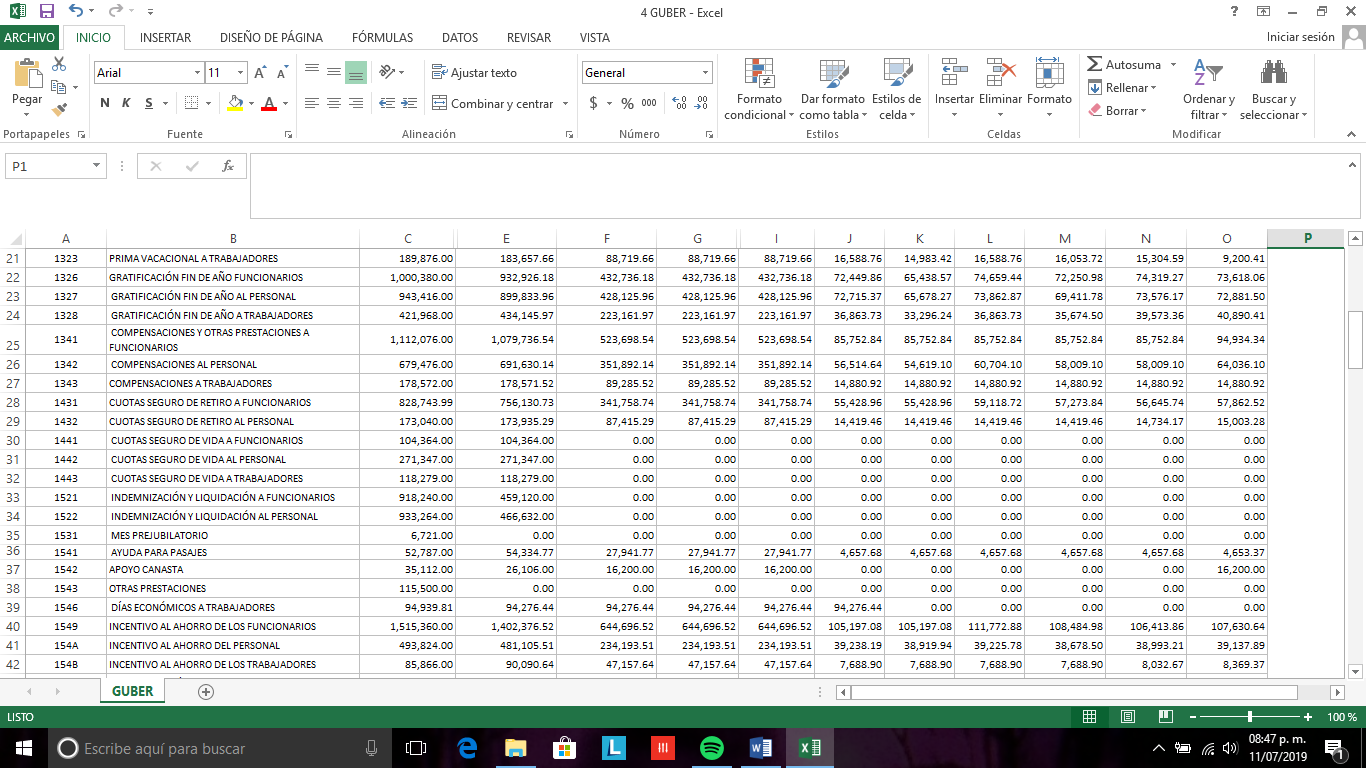 4 GUBER - Excel
ARCHIVO INICIO INSERTAR DISEÑO DE PÁGINA FÓRMULAS DATOS REVISAR VISTA Iniciar sesión
Pegar
Arial 11
N K S
Ajustar texto
Combinar y centrar
General
$ % 000
Formato condicional
Dar formato como tabla
Estilos de celda
Insertar Eliminar Formato
Autosuma
Rellenar
Borrar
Ordenar y filtrar
Buscar y seleccionar
Portapapeles Fuente Alineación Número Estilos Celdas Modificar
P1 fx
A B C E F G I J K L M N O P
21 1323 PRIMA VACACIONAL A TRABAJADORES 189,876.00 183,657.66 88,719.66 88,719.66 88,719.66 16,588.76 14,983.42 16,588.76 16,053.72 15,304.59 9,200.41
22 1326 GRATIFICACIÓN FIN DE AÑO FUNCIONARIOS 1,000,380.00 932,926.18 432,736.18 432,736.18 432,736.18 72,449.86 65,438.57 74,659.44 72,250.98 74,319.27 73,618.06
23 1327 GRATIFICACIÓN FIN DE AÑO AL PERSONAL 943,416.00 899,833.96 428,125.96 428,125.96 428,125.96 72,715.37 65,678.27 73,862.87 69,411.78 73,576.17 72,881.50
24 1328 GRATIFICACIÓN FIN DE AÑO A TRABAJADORES 421,968.00 434,145.97 223,161.97 223,161.97 223,161.97 36,863.73 33,296.24 36,863.73 35,674.50 39,573.36 40,890.41
25 1341 COMPENSACIONES Y OTRAS PRESTACIONES A FUNCIONARIOS 1,112,076.00 1,079,736.54 523,698.54 523,698.54 523,698.54 85,752.84 85,752.84 85,752.84 85,752.84 85,752.84 94,934.34
26 1342 COMPENSACIONES AL PERSONAL 679,476.00 691,630.14 351,892.14 351,892.14 351,892.14 56,514.64 54,619.10 60,704.10 58,009.10 58,009.10 64,036.10
27 1343 COMPENSACIONES A TRABAJADORES 178,572.00 178,571.52 89,285.52 89,285.52 89,285.52 14,880.92 14,880.92 14,880.92 14,880.92 14,880.92 14,880.92
28 1431 CUOTAS SEGURO DE RETIRO A FUNCIONARIOS 828,743.99 756,130.73 341,758.74 341,758.74 341,758.74 55,428.96 55,428.96 59,118.72 57,273.84 56,645.74 57,862.52
29 1432 CUOTAS SEGURO DE RETIRO AL PERSONAL 173,040.00 173,935.29 87,415.29 87,415.29 87,415.29 14,419.46 14,419.46 14,419.46 14,419.46 14,734.17 15,003.28
30 1441 CUOTAS SEGURO DE VIDA A FUNCIONARIOS 104,364.00 104,364.00 0.00 0.00 0.00 0.00 0.00 0.00 0.00 0.00 0.00
31 1442 CUOTAS SEGURO DE VIDA AL PERSONAL 271,347.00 271,347.00 0.00 0.00 0.00 0.00 0.00 0.00 0.00 0.00 0.00
32 1443 CUOTAS SEGURO DE VIDA A TRABAJADORES 118,279.00 118,279.00 0.00 0.00 0.00 0.00 0.00 0.00 0.00 0.00 0.00
33 1521 INDEMNIZACIÓN Y LIQUIDACIÓN A FUNCIONARIOS 918,240.00 459,120.00 0.00 0.00 0.00 0.00 0.00 0.00 0.00 0.00 0.00
34 1522 INDEMNIZACIÓN Y LIQUIDACIÓN AL PERSONAL 933,264.00 466,632.00 0.00 0.00 0.00 0.00 0.00 0.00 0.00 0.00 0.00
35 1531 MES PREJUBILATORIO 6,721.00 0.00 0.00 0.00 0.00 0.00 0.00 0.00 0.00 0.00 0.00
36 1541 AYUDA PARA PASAJES 52,787.00 54,334.77 27,941.77 27,941.77 27,941.77 4,657.68 4,657.68 4,657.68 4,657.68 4,657.68 4,653.37
37 1542 APOYO CANASTA 35,112.00 26,106.00 16,200.00 16,200.00 16,200.00 0.00 0.00 0.00 0.00 0.00 16,200.00
38 1543 OTRAS PRESTACIONES 115,500.00 0.00 0.00 0.00 0.00 0.00 0.00 0.00 0.00 0.00 0.00
39 1546 DÍAS ECONÓMICOS A TRABAJADORES 94,939.81 94,276.44 94,276.44 94,276.44 94,276.44 94,276.44 0.00 0.00 0.00 0.00 0.00
40 1549 INCENTIVO AL AHORRO DE LOS FUNCIONARIOS 1,515,360.00 1,402,376.52 644,696.52 644,696.52 644,696.52 105,197.08 105,197.08 111,772.88 108,484.98 106,413.86 107,630.64
41 154A INCENTIVO AL AHORRO DEL PERSONAL 493,824.00 481,105.51 234,193.51 234,193.51 234,193.51 39,238.19 38,919.94 39,225.78 38,678.50 38,993.21 39,137.89
42 154B INCENTIVO AL AHORRO DE LOS TRABAJADORES 85,866.00 90,090.64 47,157.64 47,157.64 47,157.64 7,688.90 7,688.90 7,688.90 7,688.90 8,032.67 8,369.37
GUBER
LISTO 100 %
Escribe aquí para buscar
08:47 p. m.
11/07/2019